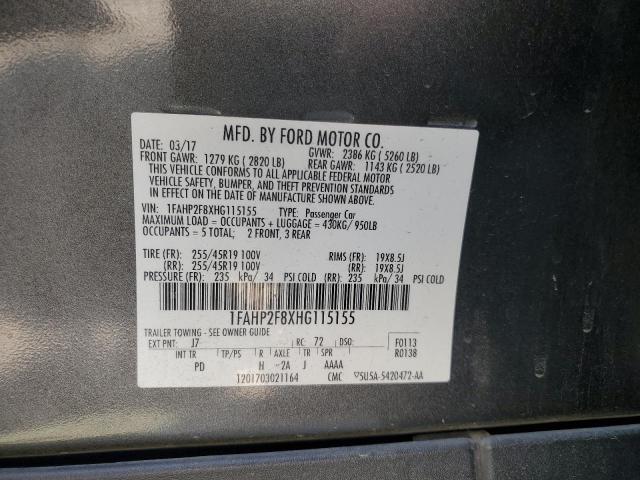 MFD. BY FORD MOTOR CO.
DATE: 03/17 GVWR: 2386 KG ( 5260 LB)
FRONT GAWR: 1279 KG ( 2820 LB) REAR GAWR: 1143 KG ( 2520 LB)
THIS VEHICLE CONFORMS TO ALL APPLICABLE FEDERAL MOTOR
VEHICLE SAFETY, BUMPER, AND THEFT PREVENTION STANDARDS
IN EFFECT ON THE DATE OF MANUFACTURE SHOWN ABOVE.
VIN: 1FAHP2F8XHG115155 TYPE: Passenger Car
MAXIMUM LOAD = OCCUPANTS + LUGGAGE = 430KG/ 950LB
OCCUPANTS = 5 TOTAL: 2 FRONT, 3 REAR
TIRE (FR): 255/45R19 100V RIMS (FR): 19X8.5J
(RR): 255/45R19 100V (RR): 19X8.5J
PRESSURE (FR): 235 kPa/ 34 PSI COLD (RR): 235 kPa/ 34 PSI COLD
1FAHP2F8XHG115155
TRAILER TOWING - SEE OWNER GUIDE
EXT PNT: J7 RC: 72 DSO: F0113
INT TR TP/PS R AXLE TR SPR R0138
PD H -2A J AAAA
1201703021164 CMC 5U5A-5420472-AA